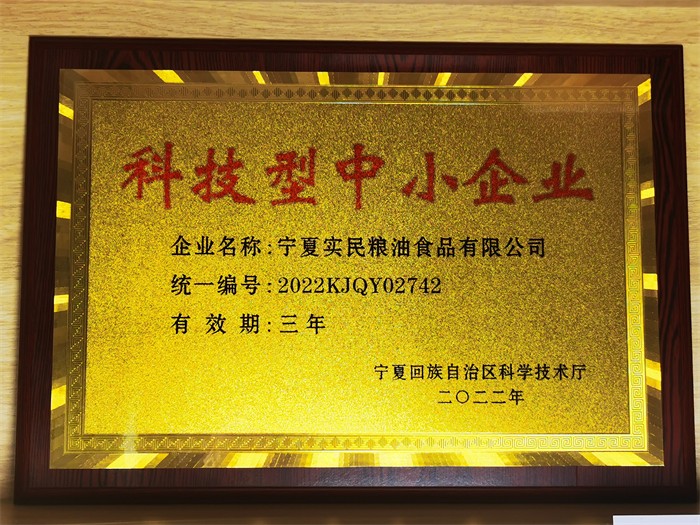 科技型中小企业
企业名称:宁夏实民粮油食品有限公司
统一编号:2022KJQY02742
有 效 期:三年
宁夏回族自治区科学技术厅
二〇二二年